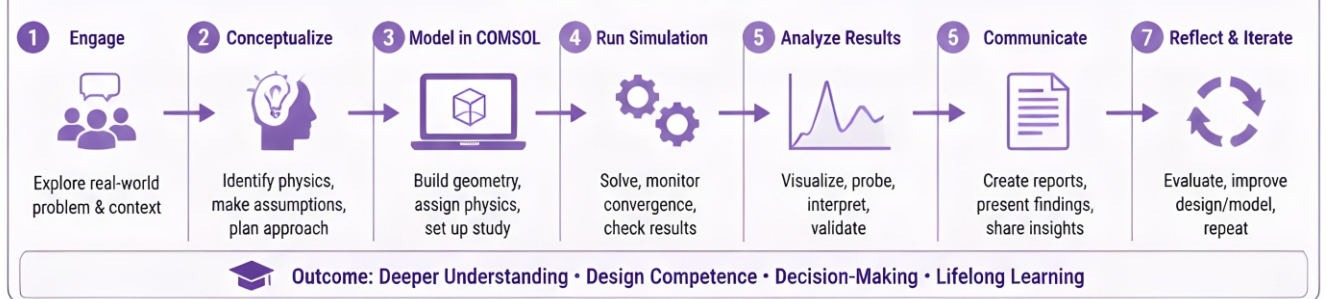 1 Engage
2 Conceptualize
3 Model in COMSOL
4 Run Simulation
5 Analyze Results
5 Communicate
7 Reflect & Iterate
Explore real-world
problem & context
Identify physics,
make assumptions,
plan approach
Build geometry,
assign physics,
set up study
Solve, monitor
convergence,
check results
Visualize, probe,
interpret,
validate
Create reports,
present findings,
share insights
Evaluate, improve
design/model,
repeat
Outcome: Deeper Understanding • Design Competence • Decision-Making • Lifelong Learning